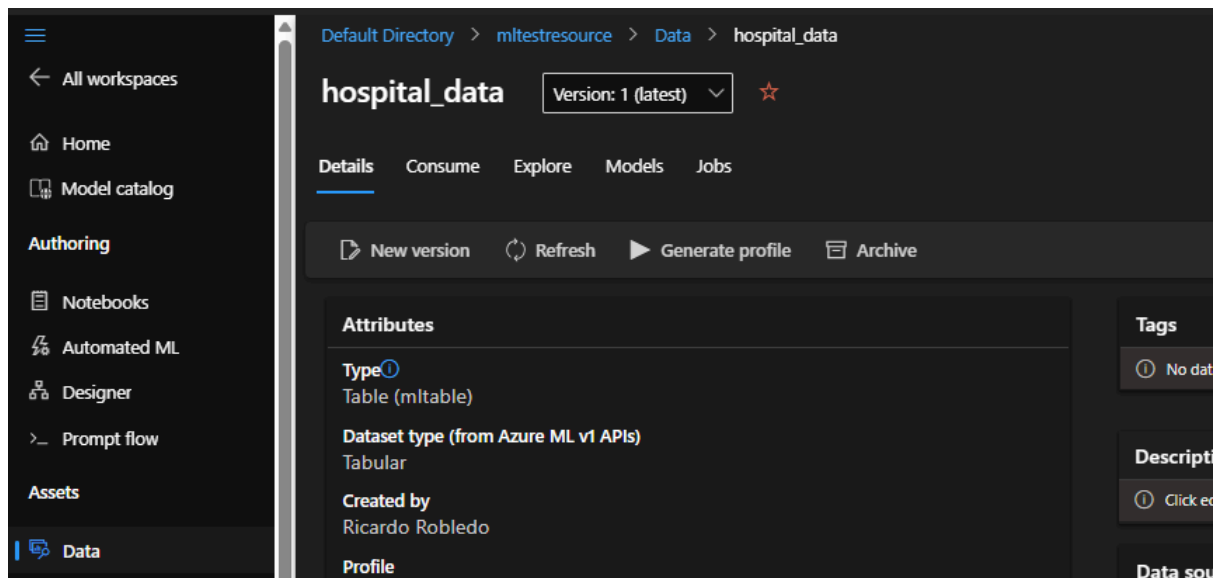 Default Directory > mltestresource > Data > hospital_data
All workspaces
hospital_data
Version: 1 (latest)
Home
Model catalog
Details Consume Explore Models Jobs
Authoring
New version Refresh Generate profile Archive
Notebooks
Automated ML
Designer
Prompt flow
Assets
Data
Attributes
Type
Table (mltable)
Dataset type (from Azure ML v1 APIs)
Tabular
Created by
Ricardo Robledo
Profile
Tags
No dat
Descripti
Click ed
Data sou